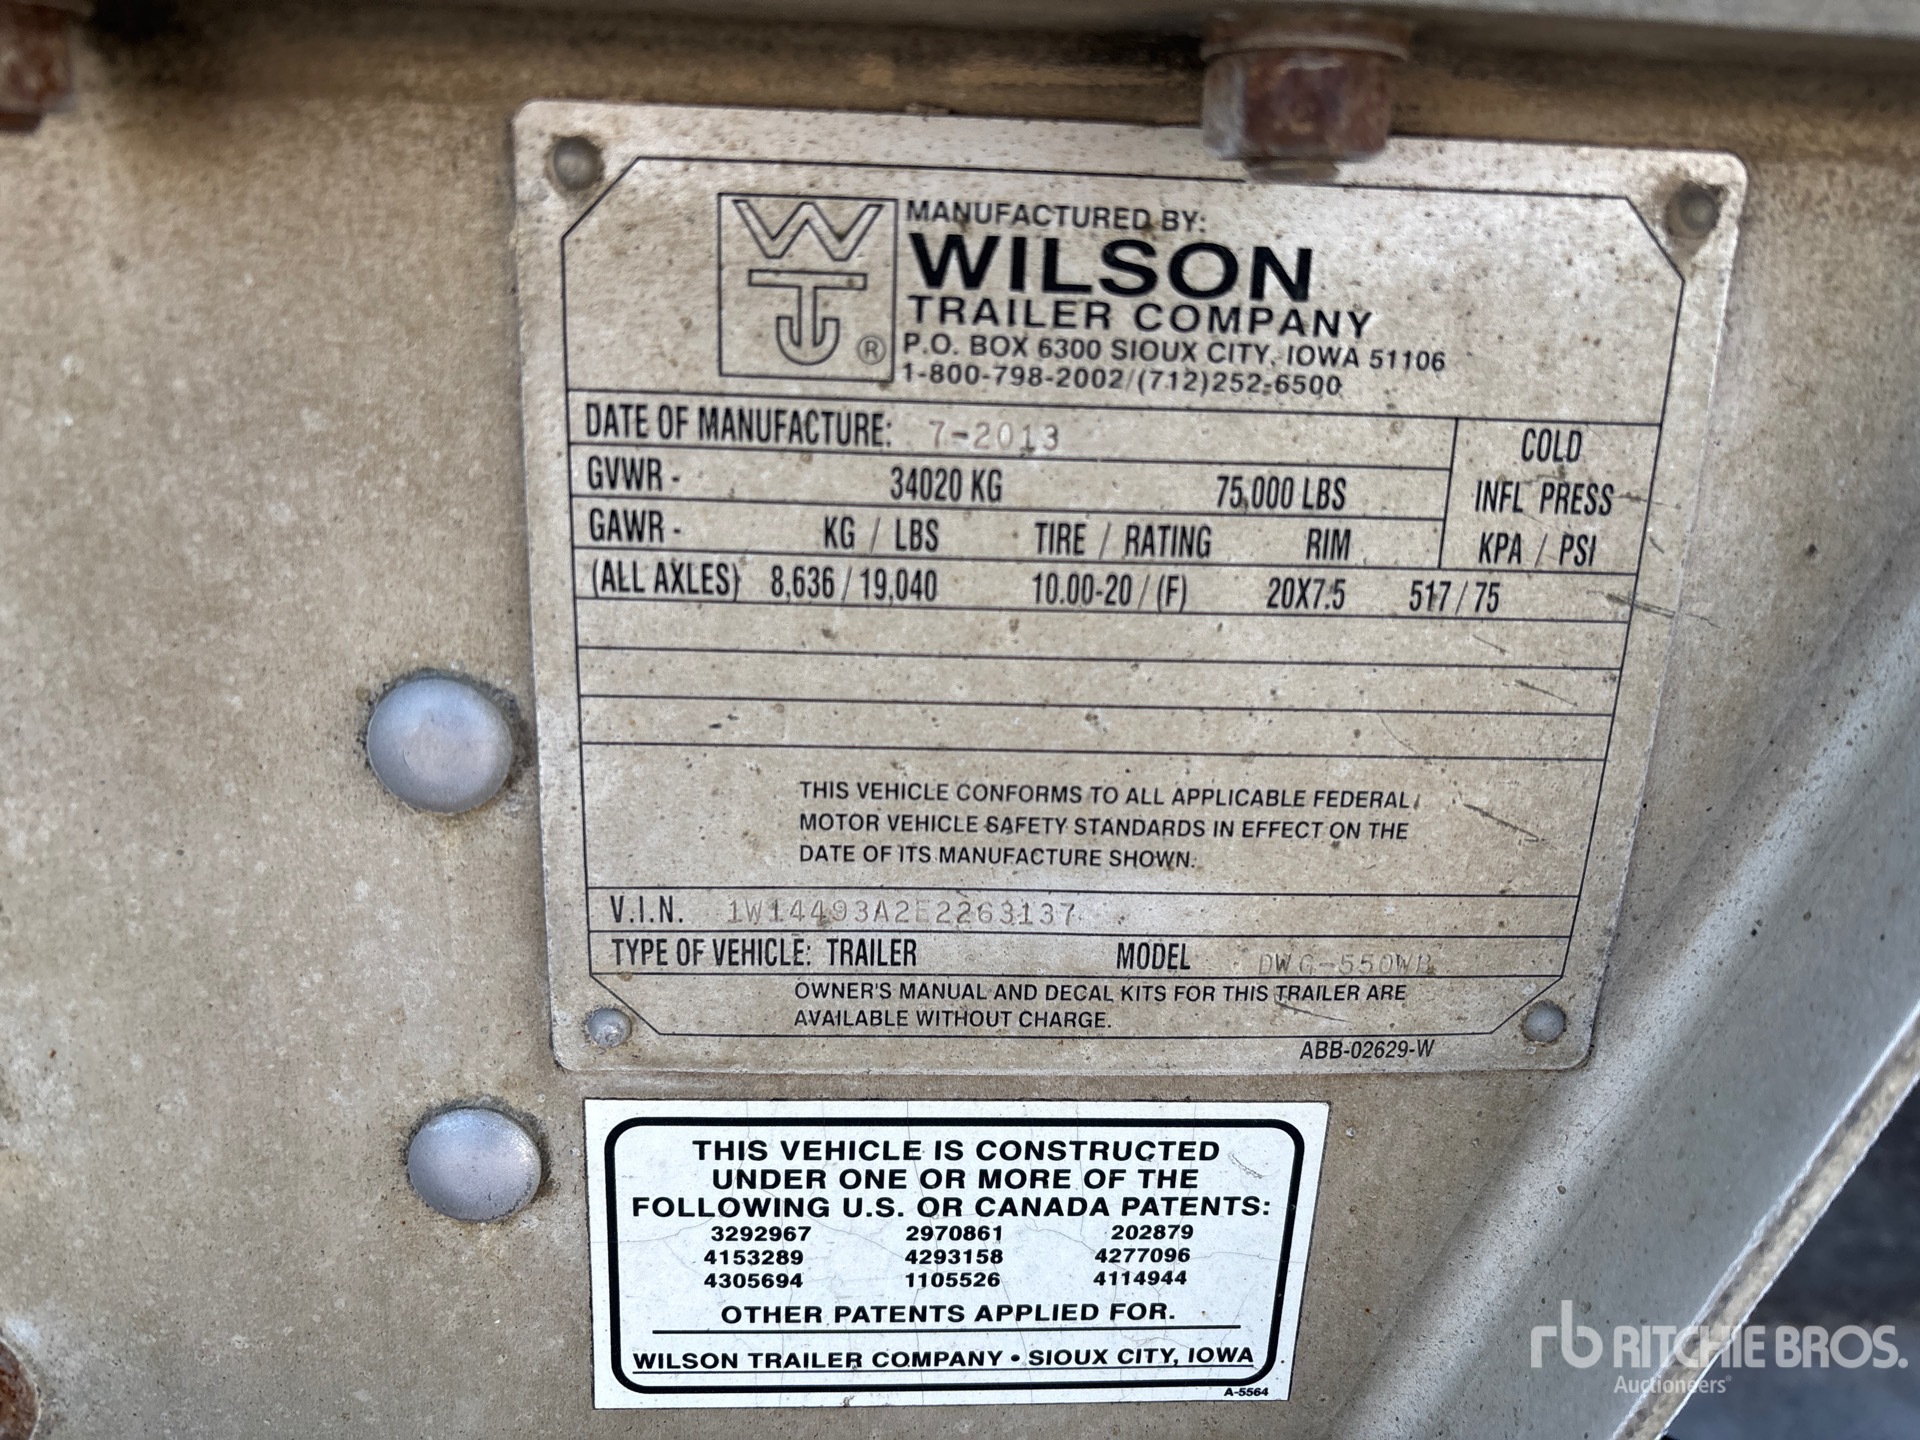 WT
J
®
MANUFACTURED BY:
WILSON
TRAILER COMPANY
P.O. BOX 6300 SIOUX CITY, IOWA 51106
1-800-798-2002/(712)252-6500
DATE OF MANUFACTURE: 7-2013
GVWR - 34020 KG 75,000 LBS
COLD
INFL PRESS
KPA / PSI
GAWR - KG / LBS TIRE / RATING RIM
(ALL AXLES) 8,636 / 19,040 10.00-20 / (F) 20X7.5 517 / 75
THIS VEHICLE CONFORMS TO ALL APPLICABLE FEDERAL
MOTOR VEHICLE SAFETY STANDARDS IN EFFECT ON THE
DATE OF ITS MANUFACTURE SHOWN.
V.I.N. 1W14493A2E2263137
TYPE OF VEHICLE: TRAILER MODEL DWG-550WB
OWNER'S MANUAL AND DECAL KITS FOR THIS TRAILER ARE
AVAILABLE WITHOUT CHARGE.
ABB-02629-W
THIS VEHICLE IS CONSTRUCTED
UNDER ONE OR MORE OF THE
FOLLOWING U.S. OR CANADA PATENTS:
3292967 2970861 202879
4153289 4293158 4277096
4305694 1105526 4114944
OTHER PATENTS APPLIED FOR.
WILSON TRAILER COMPANY • SIOUX CITY, IOWA
A-5564
rb RITCHIE BROS.
Auctioneers